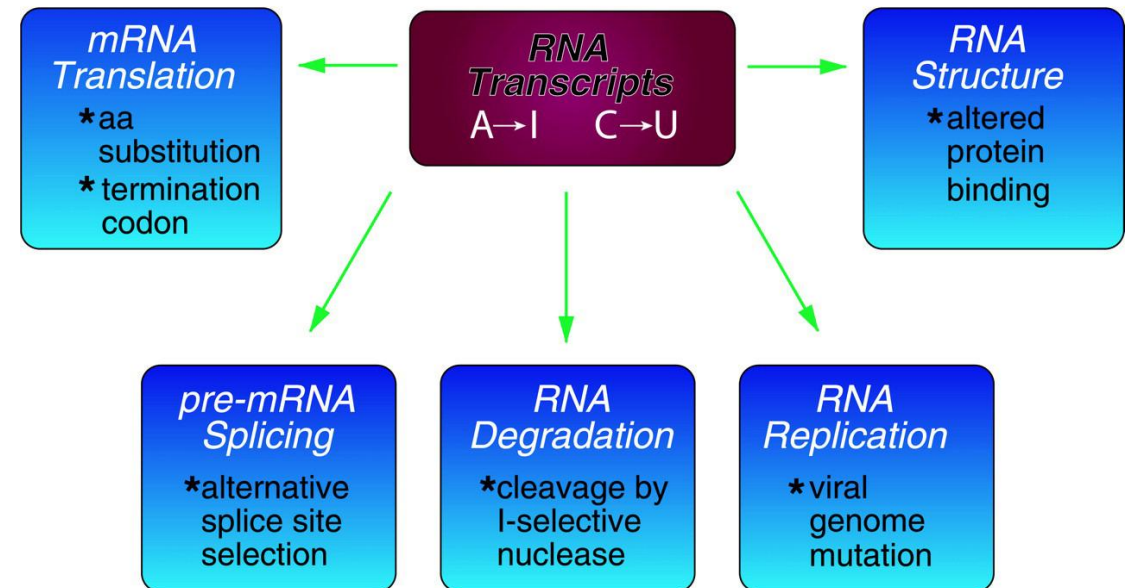 mRNA
Translation
*aa
substitution
*termination
codon
RNA
Transcripts
A→I C→U
RNA
Structure
*altered
protein
binding
pre-mRNA
Splicing
*alternative
splice site
selection
RNA
Degradation
*cleavage by
I-selective
nuclease
RNA
Replication
*viral
genome
mutation